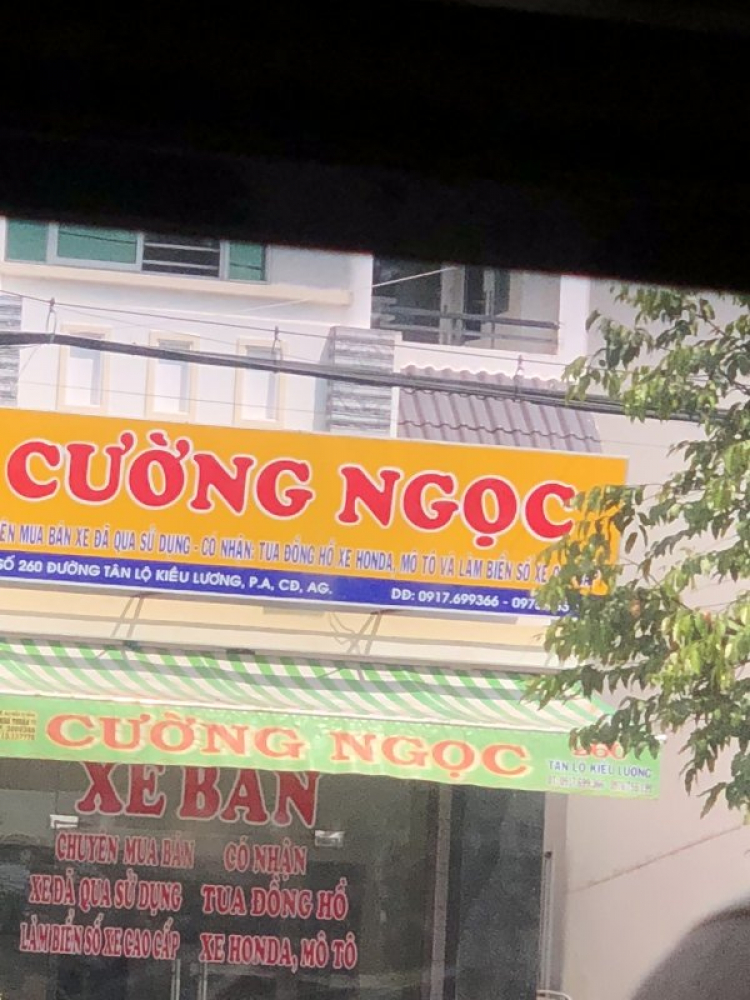 CƯỜNG NGỌC
MUA BÁN XE ĐÃ QUA SỬ DỤNG - CÓ NHẬN: TUA ĐỒNG HỒ XE HONDA, MÔ TÔ VÀ LÀM BIỂN SỐ XE
SỐ 260 ĐƯỜNG TÂN LỘ KIỀU LƯƠNG, P.A, CĐ, AG. DĐ: 0917.699366 -
CƯỜNG NGỌC
260
TÂN LỘ KIỀU LƯƠNG
XE BÁN
CHUYÊN MUA BÁN CÓ NHẬN
XE ĐÃ QUA SỬ DỤNG TUA ĐỒNG HỒ
LÀM BIỂN SỐ XE CAO CẤP XE HONDA, MÔ TÔ